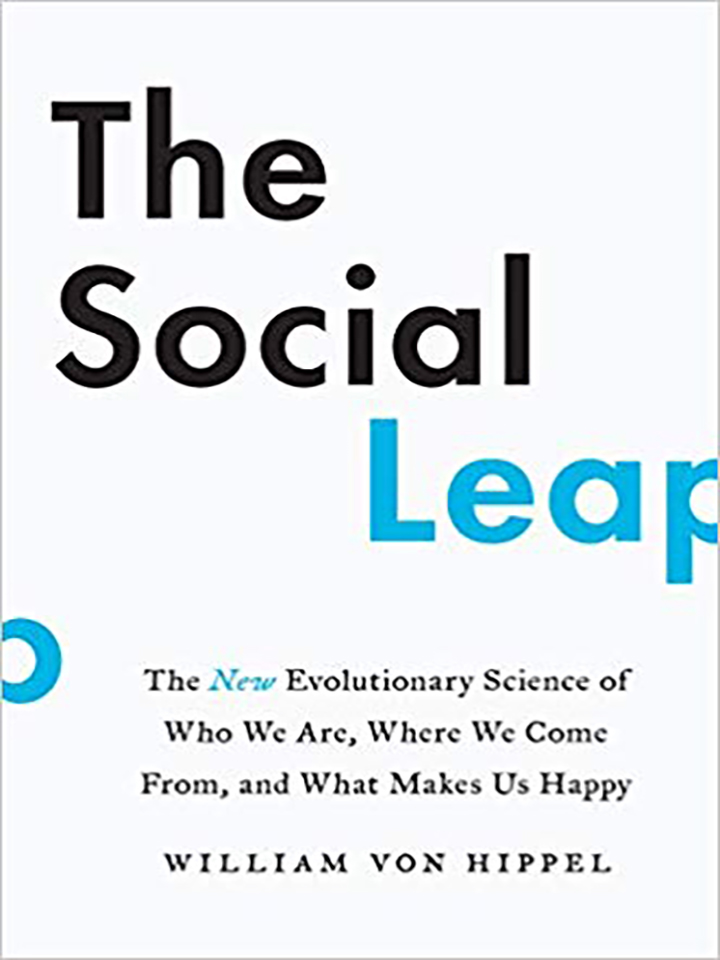 The
Social
Leap
The New Evolutionary Science of
Who We Are, Where We Come
From, and What Makes Us Happy
WILLIAM VON HIPPEL